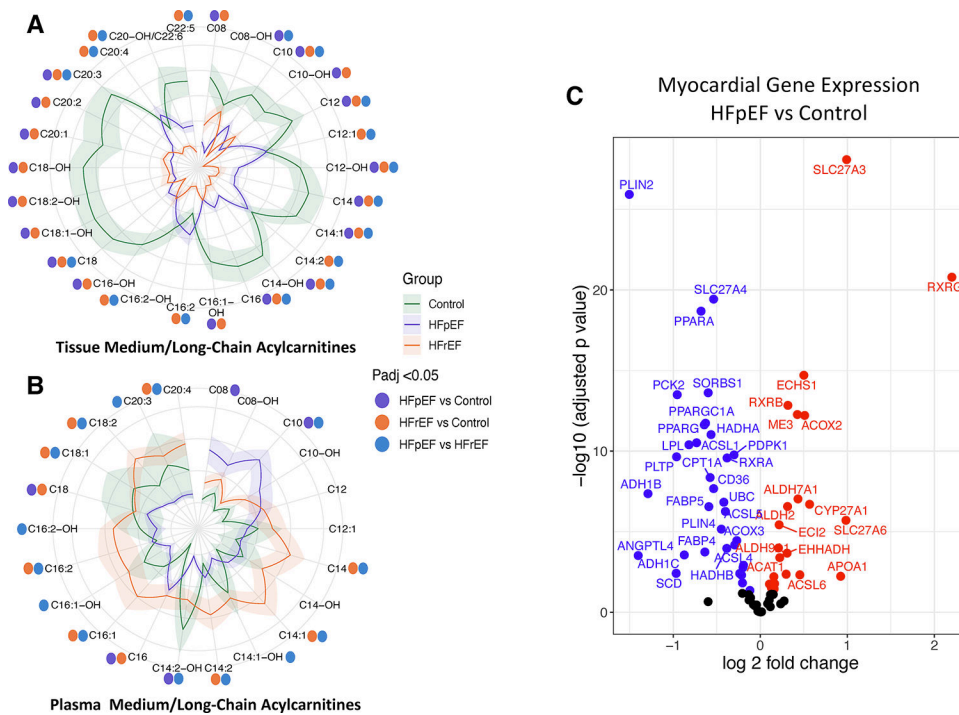 A
C22:5
C08
C08-OH
C10
C10-OH
C12
C12:1
C12-OH
C14
C14:1
C14:2
C14-OH
C16
C16:1-
OH
C16:2
C16:2-OH
C16-OH
C18
C18:1-OH
C18:2-OH
C18-OH
C20:1
C20:2
C20:3
C20:4
C20-OH/C22:6
Tissue Medium/Long-Chain Acylcarnitines
Group
Control
HFpEF
HFrEF
Padj <0.05
HFpEF vs Control
HFrEF vs Control
HFpEF vs HFrEF
B
C08
C08-OH
C10
C10-OH
C12
C12:1
C14
C14-OH
C14:1
C14:1-OH
C14:2
C14:2-OH
C16
C16:1
C16:1-OH
C16:2
C16:2-OH
C18
C18:1
C18:2
C20:3
C20:4
Plasma Medium/Long-Chain Acylcarnitines
C
Myocardial Gene Expression
HFpEF vs Control
SLC27A3
PLIN2
RXRG
SLC27A4
PPARA
ECHS1
PCK2
SORBS1
RXRB
PPARGC1A
ME3
ACOX2
PPARG
HADHA
LPL
ACSL1
PDPK1
PLTP
CPT1A
RXRA
ADH1B
CD36
ALDH7A1
FABP5
UBC
CYP27A1
ACSL5
ALDH2
SLC27A6
PLIN4
ACOX3
ECI2
ANGPTL4
FABP4
EHHADH
ADH1C
ACSL4
ACAT1
APOA1
SCD
HADHB
ACSL6
20
10
0
−1
0
1
2
−log10 (adjusted p value)
log 2 fold change